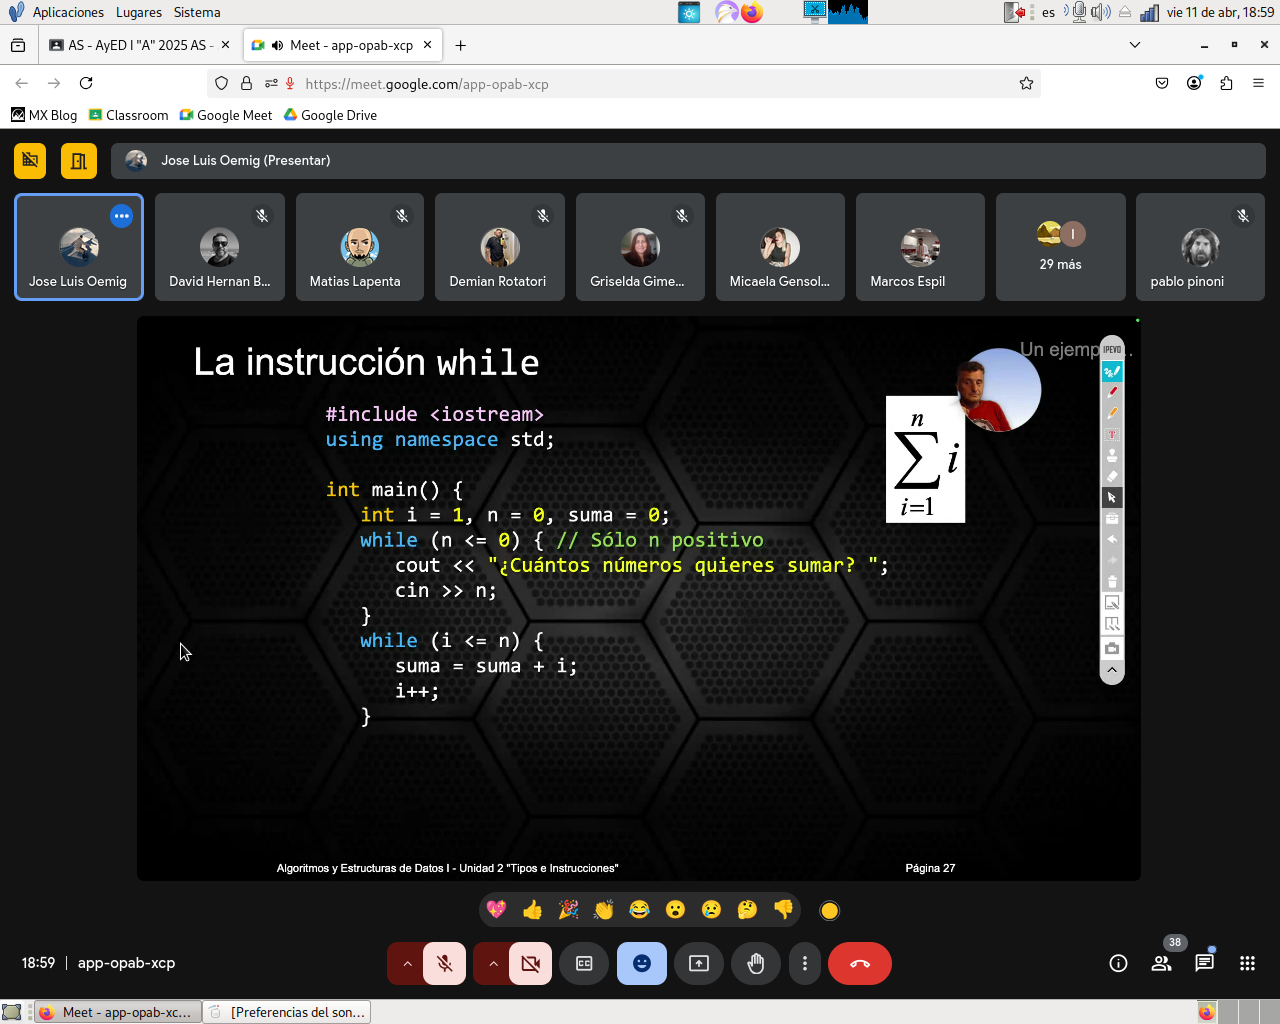 Aplicaciones Lugares Sistema es vie 11 de abr, 18:59
AS - AyED I "A" 2025 AS - Meet - app-opab-xcp
https://meet.google.com/app-opab-xcp
MX Blog Classroom Google Meet Google Drive
Jose Luis Oemig (Presentar)
Jose Luis Oemig David Hernan B... Matias Lapenta Demian Rotatori Griselda Gime... Micaela Gensol... Marcos Espil I 29 más pablo pinoni
La instrucción while
IPEVO
#include <iostream>
using namespace std;
int main() {
int i = 1, n = 0, suma = 0;
while (n <= 0) { // Sólo n positivo
cout << "¿Cuántos números quieres sumar? ";
cin >> n;
}
while (i <= n) {
suma = suma + i;
i++;
}
n
∑ i
i=1
Algoritmos y Estructuras de Datos I - Unidad 2 "Tipos e Instrucciones" Página 27
18:59 | app-opab-xcp 38
Meet - app-opab-xc... [Preferencias del son...